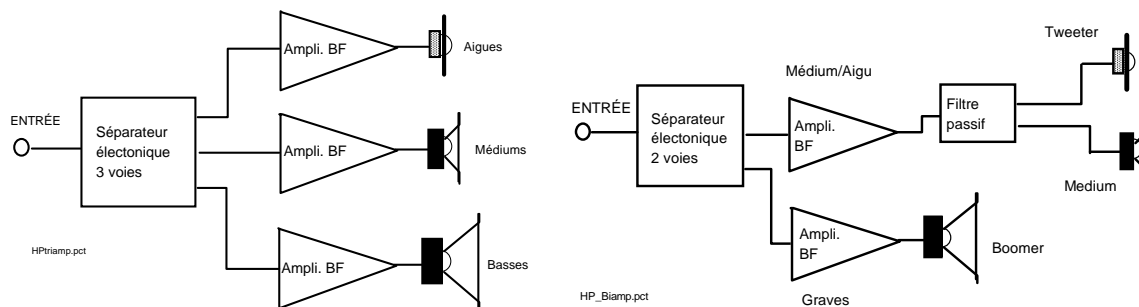 Ampli. BF
Aigues
ENTRÉE
Séparateur
électonique
3 voies
Ampli. BF
Médiums
HPtriamp.pct
Ampli. BF
Basses
Tweeter
Médium/Aigu
ENTRÉE
Séparateur
électonique
2 voies
Ampli.
BF
Filtre
passif
Medium
Ampli.
BF
Boomer
HP_Biamp.pct
Graves